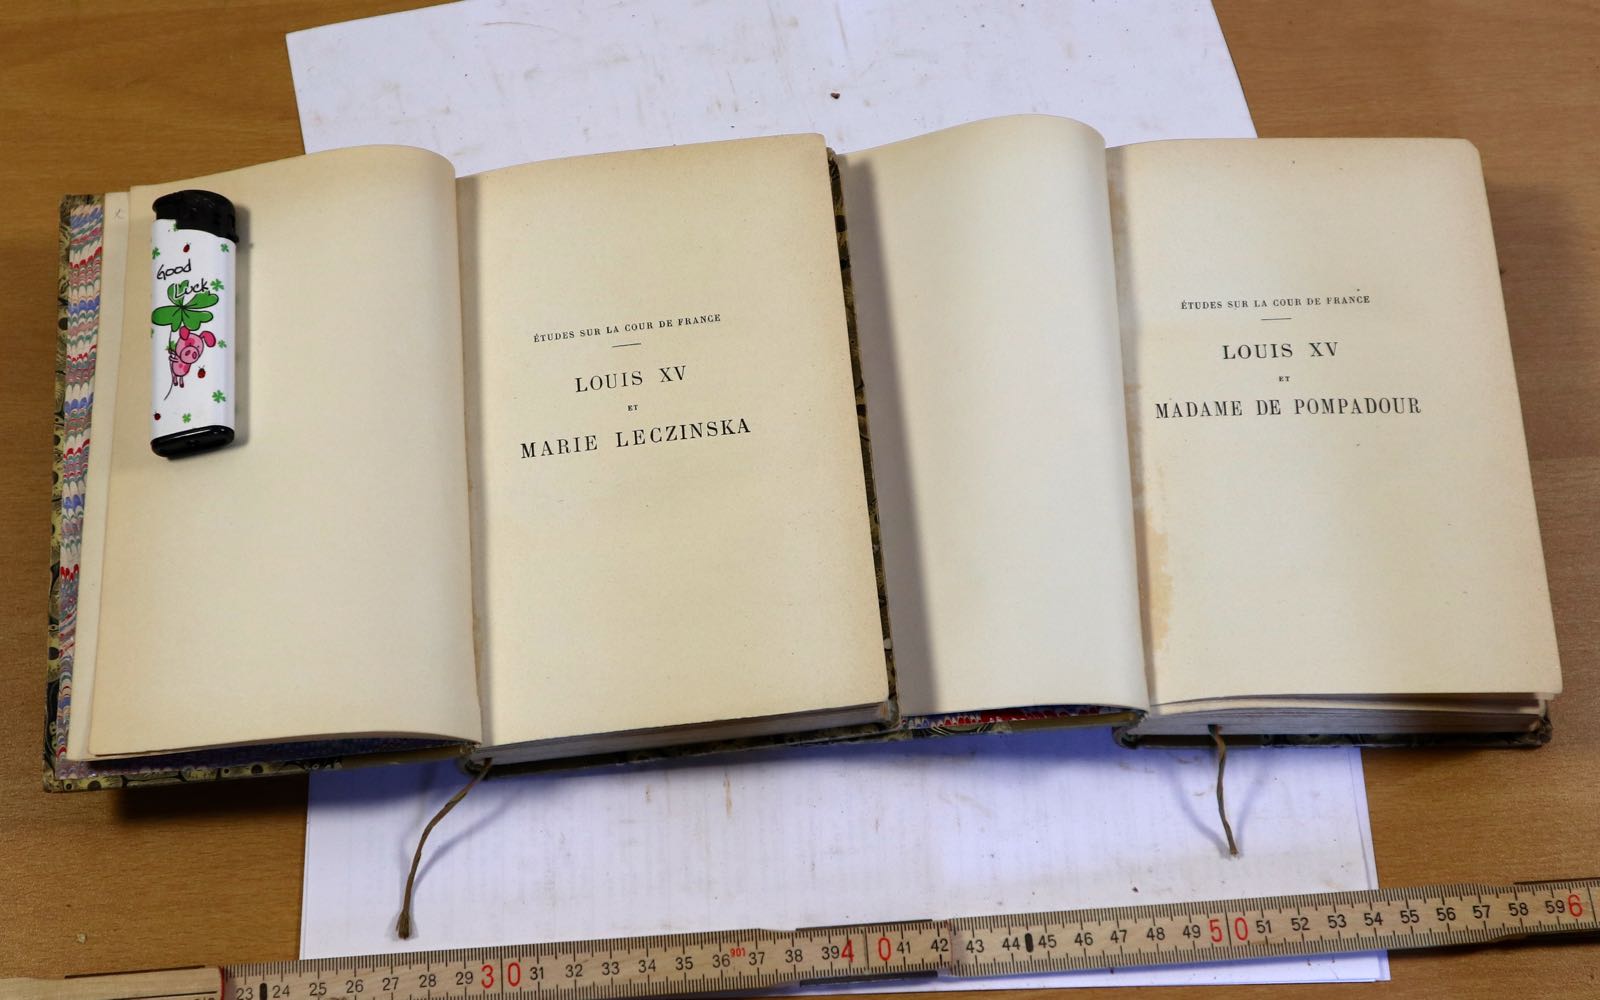 Good
Luck
ÉTUDES SUR LA COUR DE FRANCE
LOUIS XV
ET
MARIE LECZINSKA
ÉTUDES SUR LA COUR DE FRANCE
LOUIS XV
ET
MADAME DE POMPADOUR
23 24 25 26 27 28 29 30 31 32 33 34 35 36 901 37 38 39 40 41 42 43 44 45 46 47 48 49 50 51 52 53 54 55 56 57 58 59 6